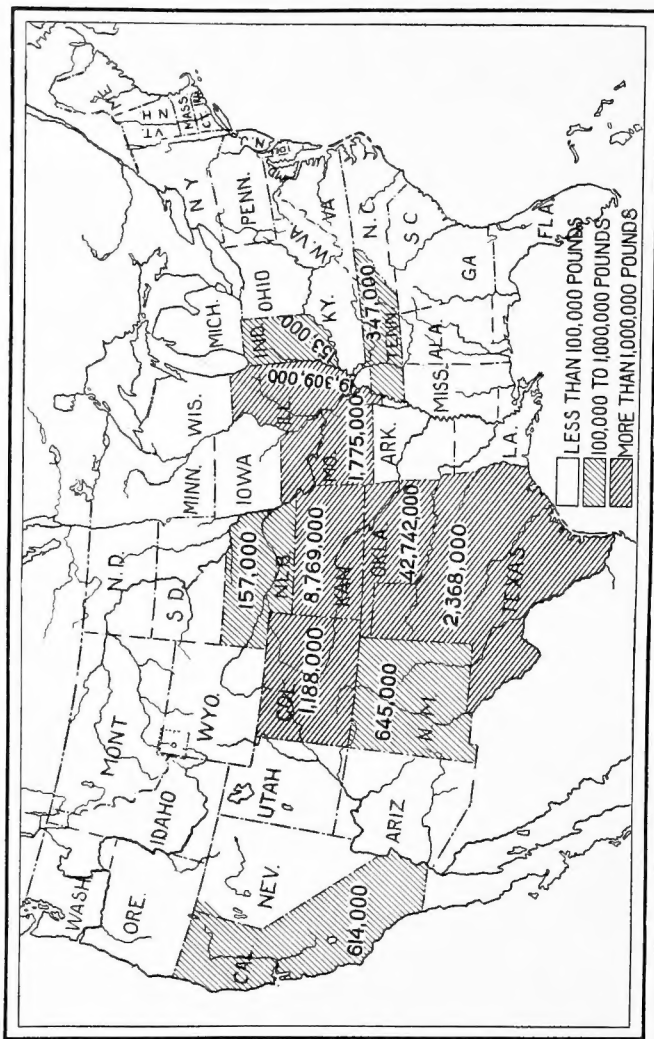 WASH.
MONT
N.D.
MINN.
ORE.
IDAHO
S.D.
WIS.
MICH.
N Y
VT.
N H
M E
MASS
CT.
R.I.
WYO.
IOWA
NEB.
157,000
PENN.
N.J.
DEL
NEV.
UTAH
COL.
1,188,000
8,769,000
KAN.
MO.
1,775,000
ILL.
19,309,000
IND.
OHIO
W.VA
VA
KY.
CAL
614,000
ARIZ
N. M.
645,000
OKLA.
42,742,000
ARK.
TENN.
347,000
N.C.
S C
TEXAS
2,368,000
LA.
MISS.
ALA.
GA
FLA.
LESS THAN 100,000 POUNDS
100,000 TO 1,000,000 POUNDS
MORE THAN 1,000,000 POUNDS